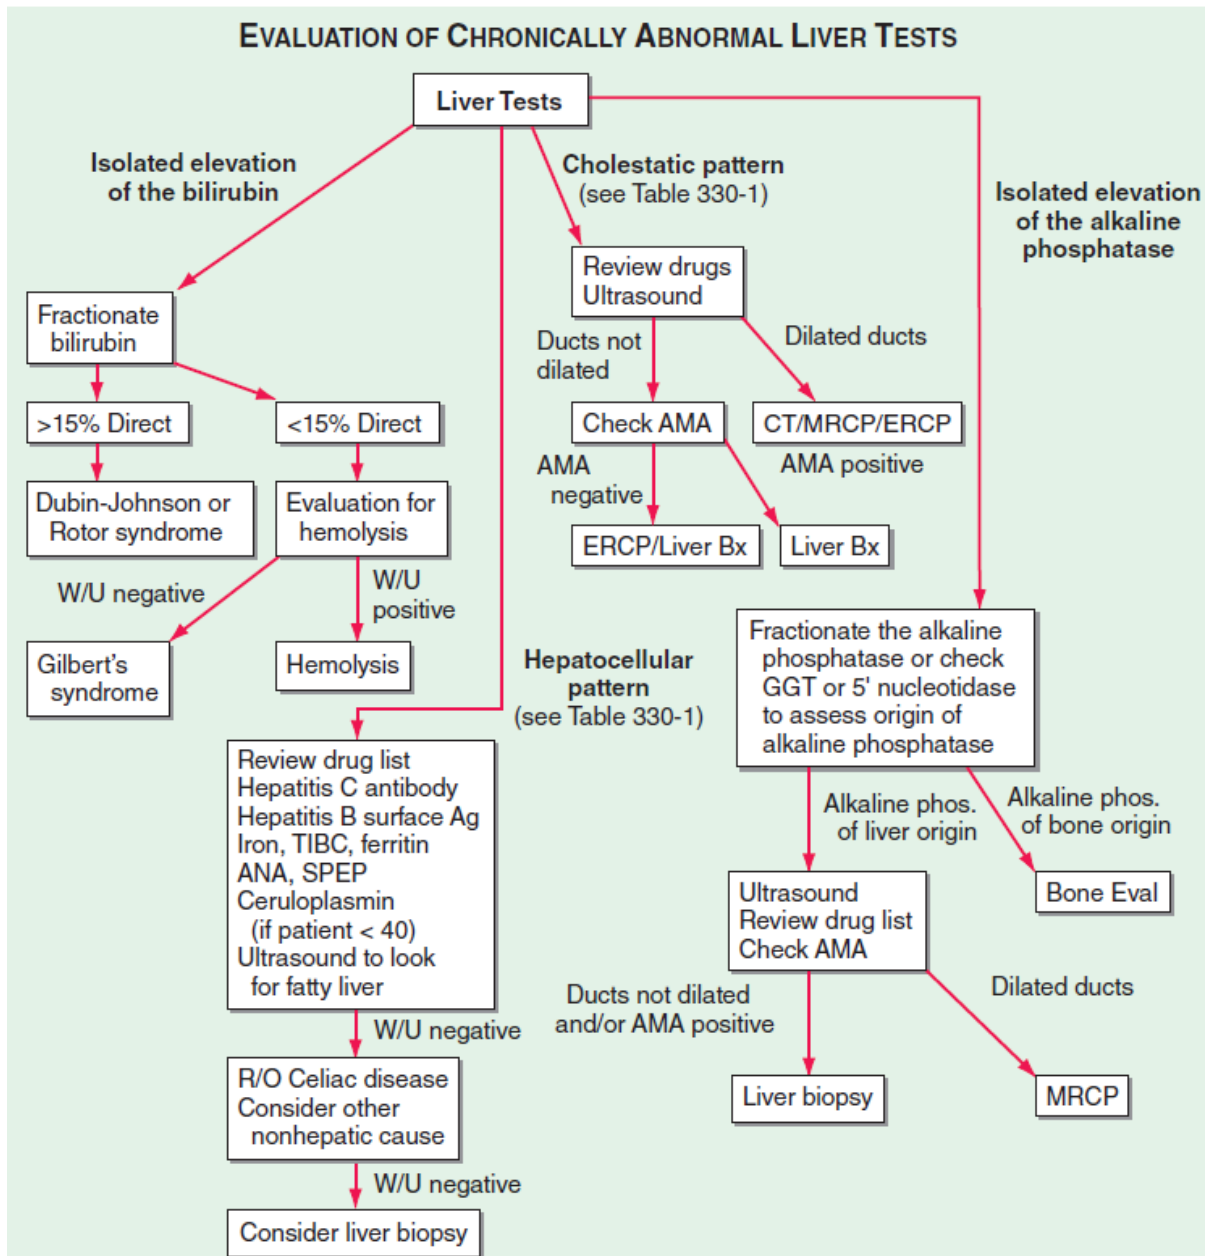 EVALUATION OF CHRONICALLY ABNORMAL LIVER TESTS
Liver Tests
Isolated elevation
of the bilirubin
Fractionate
bilirubin
>15% Direct
<15% Direct
Dubin-Johnson or
Rotor syndrome
Evaluation for
hemolysis
W/U negative
W/U
positive
Gilbert's
syndrome
Hemolysis
Hepatocellular
pattern
(see Table 330-1)
Review drug list
Hepatitis C antibody
Hepatitis B surface Ag
Iron, TIBC, ferritin
ANA, SPEP
Ceruloplasmin
(if patient < 40)
Ultrasound to look
for fatty liver
W/U negative
R/O Celiac disease
Consider other
nonhepatic cause
W/U negative
Consider liver biopsy
Cholestatic pattern
(see Table 330-1)
Review drugs
Ultrasound
Ducts not
dilated
Dilated ducts
Check AMA
CT/MRCP/ERCP
AMA
negative
AMA positive
ERCP/Liver Bx
Liver Bx
Isolated elevation
of the alkaline
phosphatase
Fractionate the alkaline
phosphatase or check
GGT or 5' nucleotidase
to assess origin of
alkaline phosphatase
Alkaline phos.
of liver origin
Alkaline phos.
of bone origin
Ultrasound
Review drug list
Check AMA
Bone Eval
Ducts not dilated
and/or AMA positive
Dilated ducts
Liver biopsy
MRCP